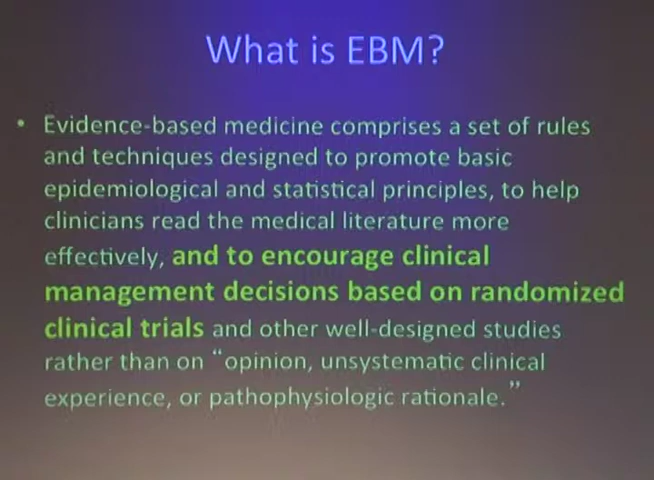 What is EBM?
• Evidence-based medicine comprises a set of rules
and techniques designed to promote basic
epidemiological and statistical principles, to help
clinicians read the medical literature more
effectively, and to encourage clinical
management decisions based on randomized
clinical trials and other well-designed studies
rather than on “opinion, unsystematic clinical
experience, or pathophysiologic rationale.”